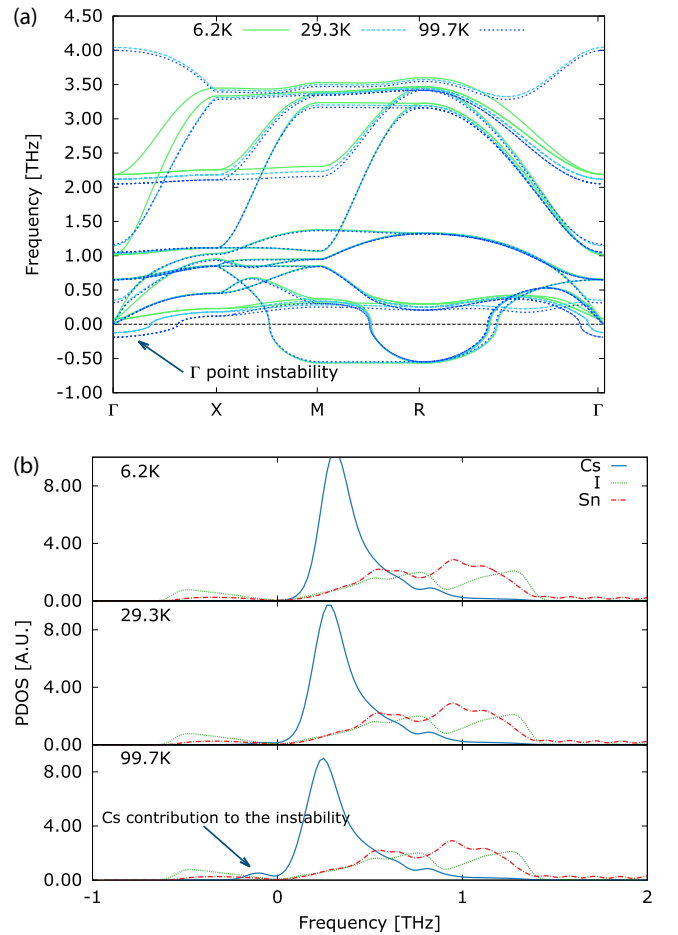 (a)
6.2K 29.3K 99.7K
4.50
4.00
3.50
3.00
2.50
2.00
1.50
1.00
0.50
0.00
-0.50
-1.00
Frequency [THz]
Γ point instability
Γ X M R Γ
(b)
6.2K
Cs
I
Sn
8.00
4.00
0.00
29.3K
8.00
4.00
0.00
PDOS [A.U.]
99.7K
8.00
Cs contribution to the instability
4.00
0.00
-1 0 1 2
Frequency [THz]